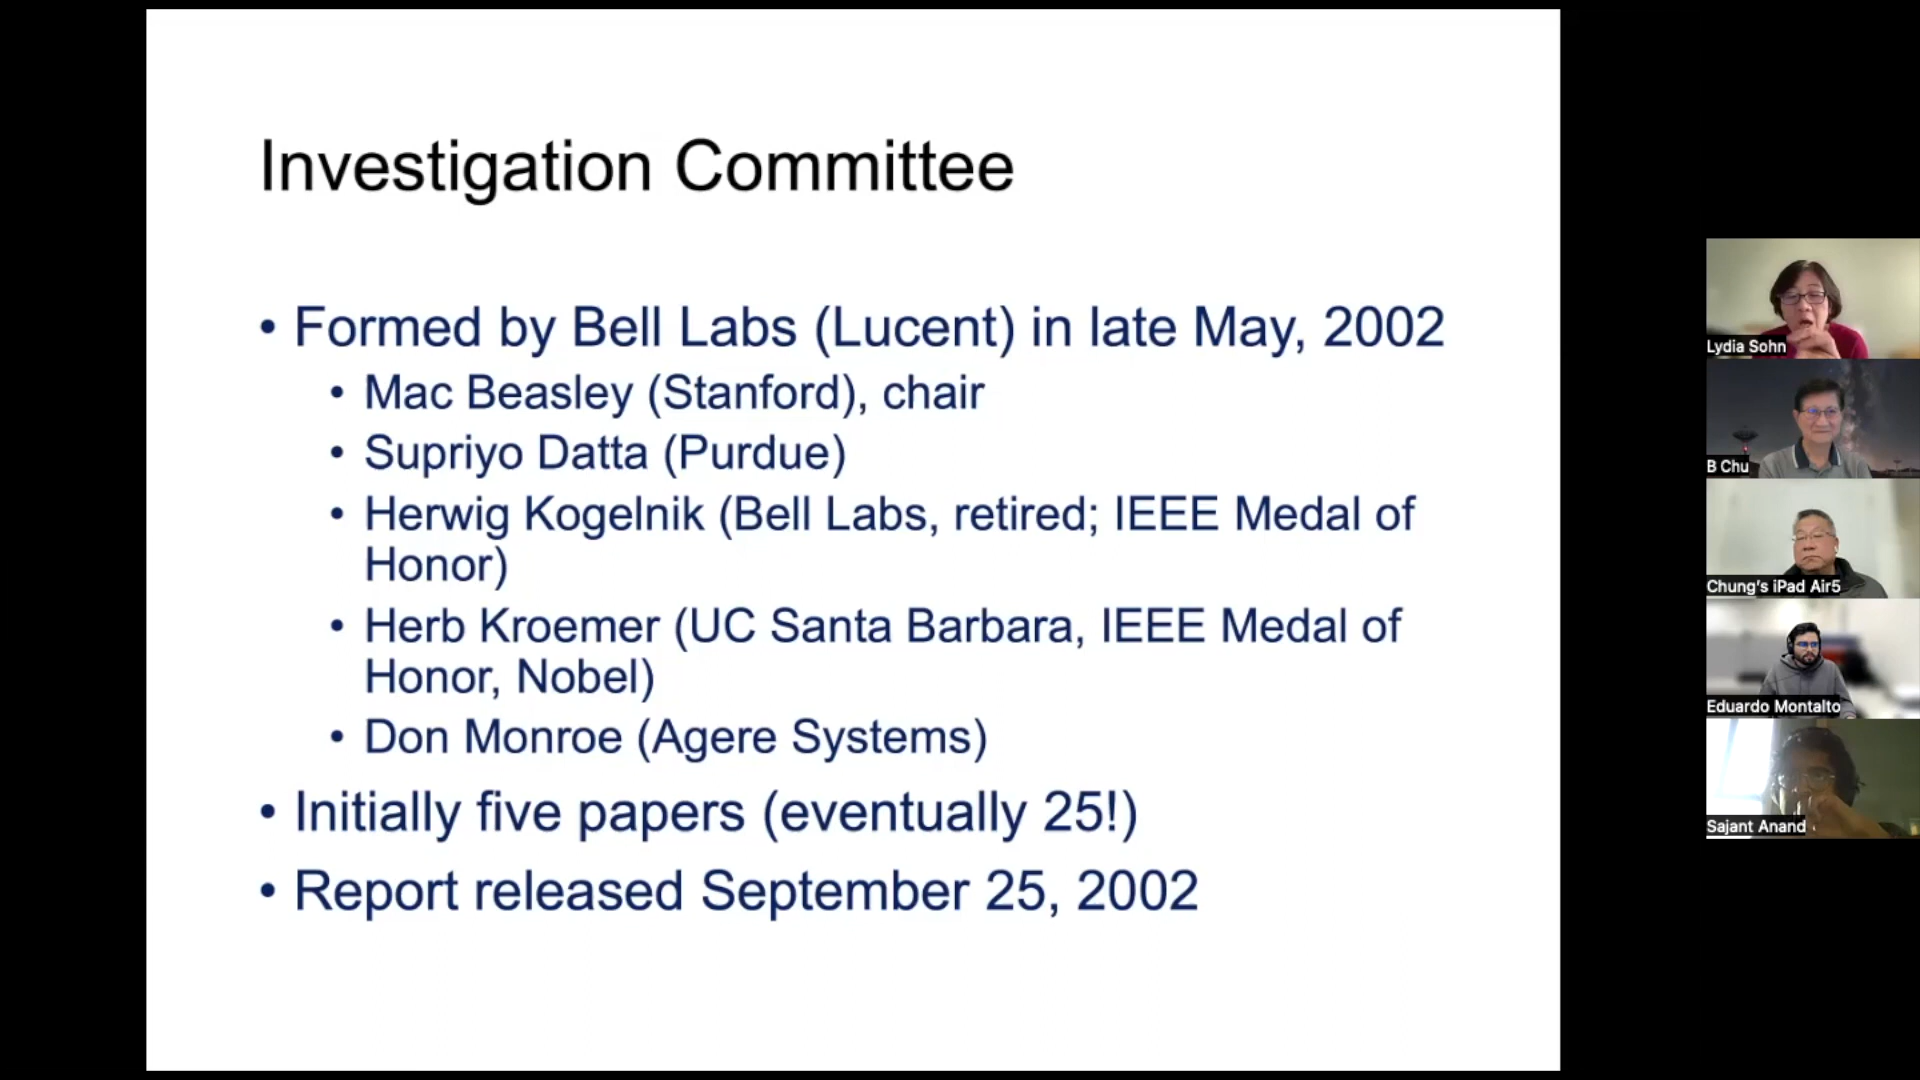 Investigation Committee
• Formed by Bell Labs (Lucent) in late May, 2002
• Mac Beasley (Stanford), chair
• Supriyo Datta (Purdue)
• Herwig Kogelnik (Bell Labs, retired; IEEE Medal of
Honor)
• Herb Kroemer (UC Santa Barbara, IEEE Medal of
Honor, Nobel)
• Don Monroe (Agere Systems)
• Initially five papers (eventually 25!)
• Report released September 25, 2002
Lydia Sohn
B Chu
Chung's iPad Air5
Eduardo Montalto
Sajant Anand